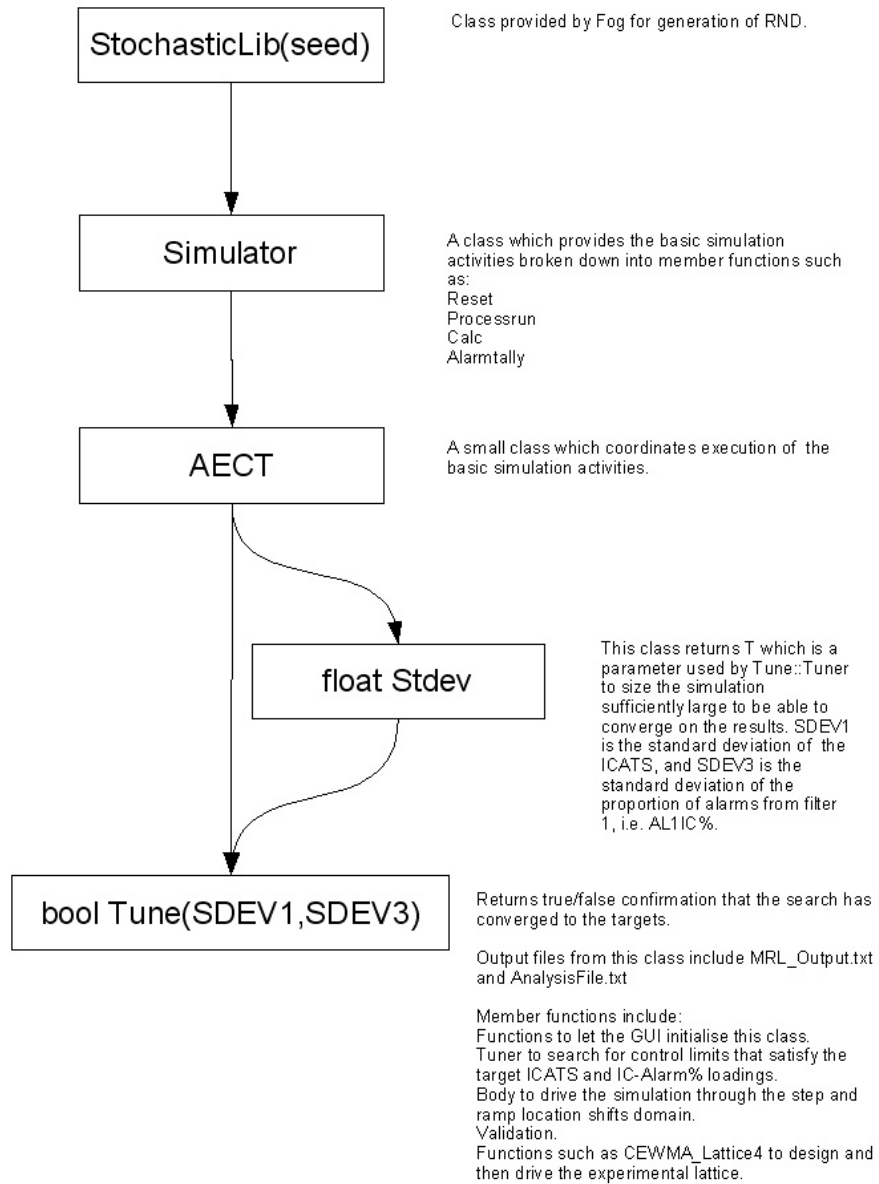 StochasticLib(seed)
Class provided by Fog for generation of RND.
Simulator
A class which provides the basic simulation
activities broken down into member functions such
as:
Reset
Processrun
Calc
Alarmtally
AECT
A small class which coordinates execution of the
basic simulation activities.
float Stdev
This class returns T which is a
parameter used by Tune::Tuner
to size the simulation
sufficiently large to be able to
converge on the results. SDEV1
is the standard deviation of the
ICATS, and SDEV3 is the
standard deviation of the
proportion of alarms from filter
1, i.e. AL1IC%.
bool Tune(SDEV1,SDEV3)
Returns true/false confirmation that the search has
converged to the targets.
Output files from this class include MRL_Output.txt
and AnalysisFile.txt
Member functions include:
Functions to let the GUI initialise this class.
Tuner to search for control limits that satisfy the
target ICATS and IC-Alarm% loadings.
Body to drive the simulation through the step and
ramp location shifts domain.
Validation.
Functions such as CEWMA_Lattice4 to design and
then drive the experimental lattice.